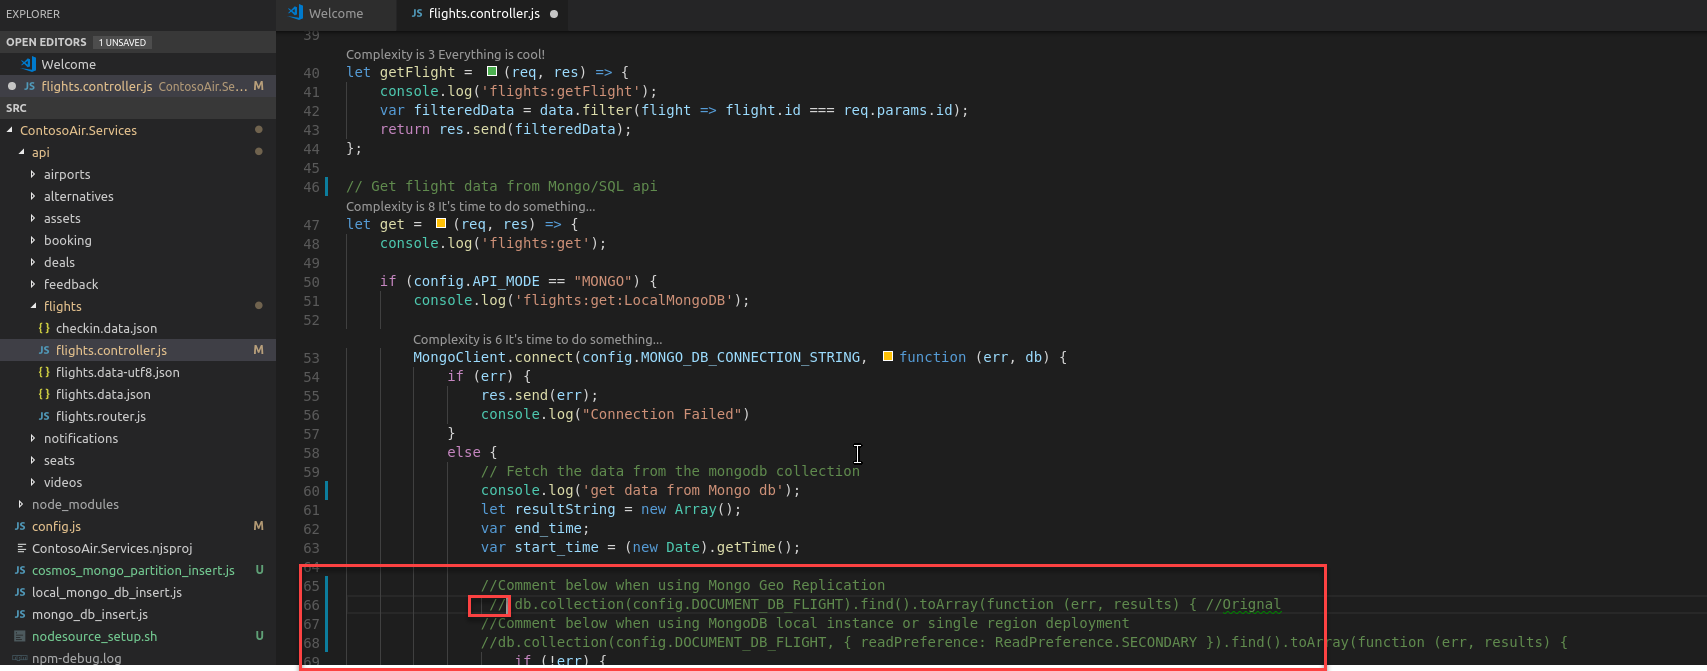 EXPLORER
OPEN EDITORS 1 UNSAVED
Welcome
JS flights.controller.js ContosoAir.Se... M
SRC
ContosoAir.Services
api
airports
alternatives
assets
booking
deals
feedback
flights
{} checkin.data.json
JS flights.controller.js M
{} flights.data-utf8.json
{} flights.data.json
JS flights.router.js
notifications
seats
videos
node_modules
JS config.js M
ContosoAir.Services.njsproj
JS cosmos_mongo_partition_insert.js U
JS local_mongo_db_insert.js
JS mongo_db_insert.js
nodesource_setup.sh U
npm-debug.log
Welcome JS flights.controller.js
39
Complexity is 3 Everything is cool!
40 let getFlight = (req, res) => {
41 console.log('flights:getFlight');
42 var filteredData = data.filter(flight => flight.id === req.params.id);
43 return res.send(filteredData);
44 };
45
46 // Get flight data from Mongo/SQL api
Complexity is 8 It's time to do something...
47 let get = (req, res) => {
48 console.log('flights:get');
49
50 if (config.API_MODE == "MONGO") {
51 console.log('flights:get:LocalMongoDB');
52
Complexity is 6 It's time to do something...
53 MongoClient.connect(config.MONGO_DB_CONNECTION_STRING, function (err, db) {
54 if (err) {
55 res.send(err);
56 console.log("Connection Failed")
57 }
58 else {
59 // Fetch the data from the mongodb collection
60 console.log('get data from Mongo db');
61 let resultString = new Array();
62 var end_time;
63 var start_time = (new Date).getTime();
64
65 //Comment below when using Mongo Geo Replication
66 // db.collection(config.DOCUMENT_DB_FLIGHT).find().toArray(function (err, results) { //Orignal
67 //Comment below when using MongoDB local instance or single region deployment
68 //db.collection(config.DOCUMENT_DB_FLIGHT, { readPreference: ReadPreference.SECONDARY }).find().toArray(function (err, results) {
69 if (!err) {